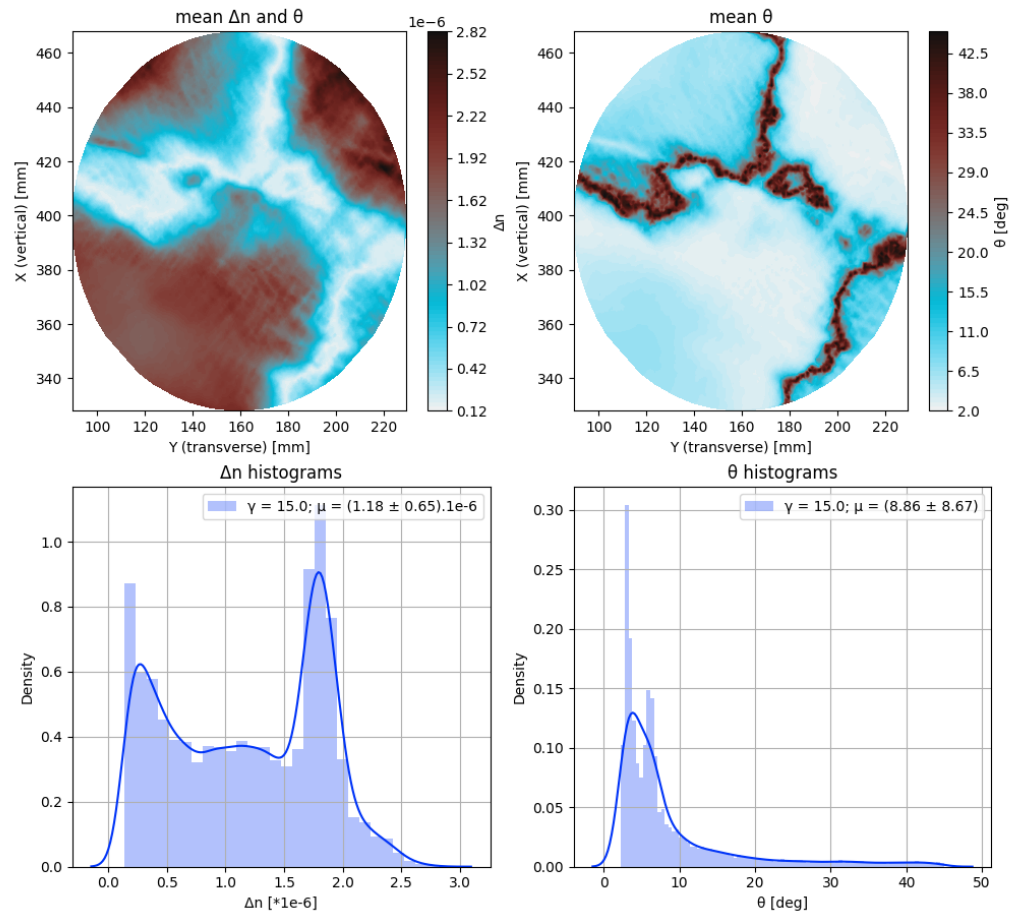 mean Δn and θ
1e-6
460
440
420
400
380
360
340
X (vertical) [mm]
100 120 140 160 180 200 220
Y (transverse) [mm]
2.82
2.52
2.22
1.92
1.62
1.32
1.02
0.72
0.42
0.12
Δn
mean θ
460
440
420
400
380
360
340
X (vertical) [mm]
100 120 140 160 180 200 220
Y (transverse) [mm]
42.5
38.0
33.5
29.0
24.5
20.0
15.5
11.0
6.5
2.0
θ [deg]
Δn histograms
γ = 15.0; μ = (1.18 ± 0.65).1e-6
1.0
0.8
0.6
0.4
0.2
0.0
Density
0.0 0.5 1.0 1.5 2.0 2.5 3.0
Δn [*1e-6]
θ histograms
γ = 15.0; μ = (8.86 ± 8.67)
0.30
0.25
0.20
0.15
0.10
0.05
0.00
Density
0 10 20 30 40 50
θ [deg]